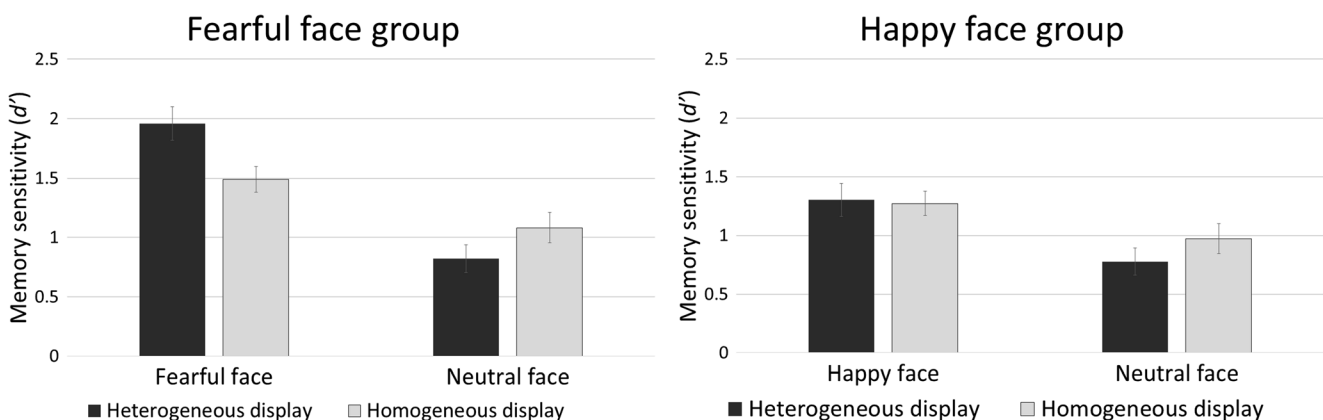 Fearful face group
Memory sensitivity (d′)
2.5
2
1.5
1
0.5
0
Fearful face Neutral face
Heterogeneous display Homogeneous display
Happy face group
Memory sensitivity (d′)
2.5
2
1.5
1
0.5
0
Happy face Neutral face
Heterogeneous display Homogeneous display